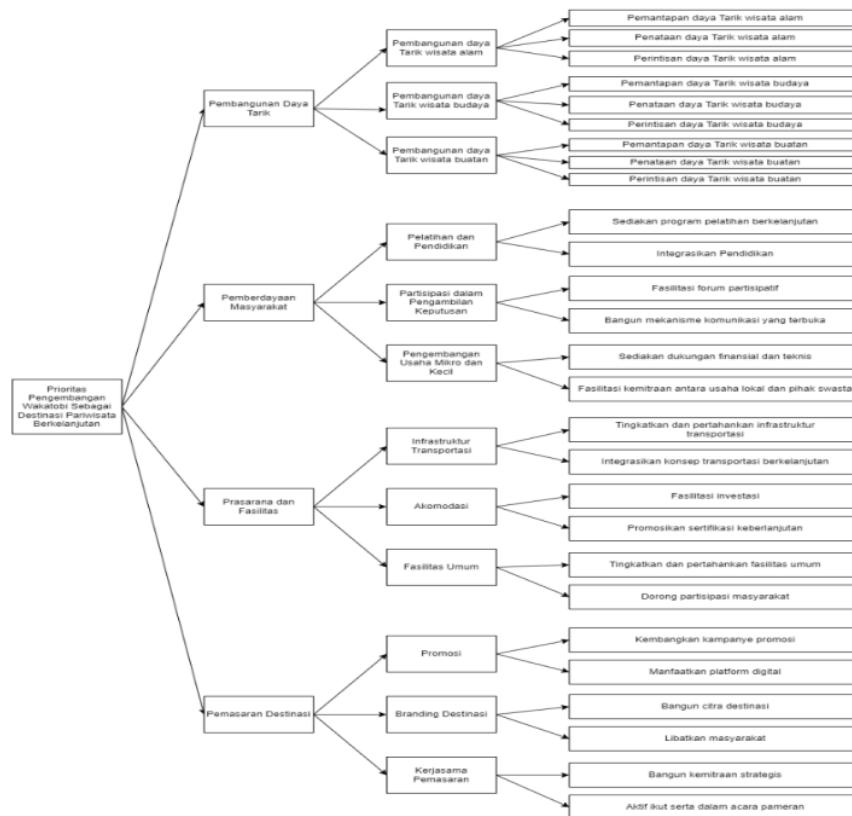 Prioritas
Pengembangan
Wakatobi Sebagai
Destinasi Pariwisata
Berkelanjutan
Pembangunan Daya
Tarik
Pembangunan daya
Tarik wisata alam
Pemantapan daya Tarik wisata alam
Penataan daya Tarik wisata alam
Perintisan daya Tarik wisata alam
Pembangunan daya
Tarik wisata budaya
Pemantapan daya Tarik wisata budaya
Penataan daya Tarik wisata budaya
Perintisan daya Tarik wisata budaya
Pembangunan daya
Tarik wisata buatan
Pemantapan daya Tarik wisata buatan
Penataan daya Tarik wisata buatan
Perintisan daya Tarik wisata buatan
Pemberdayaan
Masyarakat
Pelatihan dan
Pendidikan
Sediakan program pelatihan berkelanjutan
Integrasikan Pendidikan
Partisipasi dalam
Pengambilan
Keputusan
Fasilitasi forum partisipatif
Bangun mekanisme komunikasi yang terbuka
Pengembangan
Usaha Mikro dan
Kecil
Sediakan dukungan finansial dan teknis
Fasilitasi kemitraan antara usaha lokal dan pihak swasta
Prasarana dan
Fasilitas
Infrastruktur
Transportasi
Tingkatkan dan pertahankan infrastruktur
transportasi
Integrasikan konsep transportasi berkelanjutan
Akomodasi
Fasilitasi investasi
Promosikan sertifikasi keberlanjutan
Fasilitas Umum
Tingkatkan dan pertahankan fasilitas umum
Dorong partisipasi masyarakat
Pemasaran Destinasi
Promosi
Kembangkan kampanye promosi
Manfaatkan platform digital
Branding Destinasi
Bangun citra destinasi
Libatkan masyarakat
Kerjasama
Pemasaran
Bangun kemitraan strategis
Aktif ikut serta dalam acara pameran